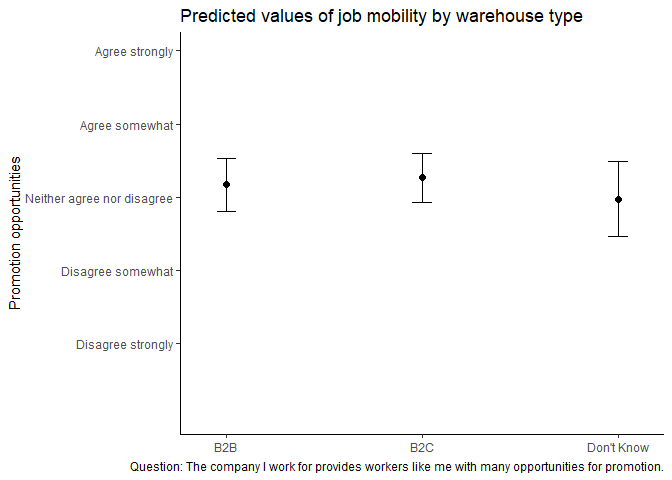 Predicted values of job mobility by warehouse type
Promotion opportunities
Agree strongly
Agree somewhat
Neither agree nor disagree
Disagree somewhat
Disagree strongly
B2B
B2C
Don't Know
Question: The company I work for provides workers like me with many opportunities for promotion.